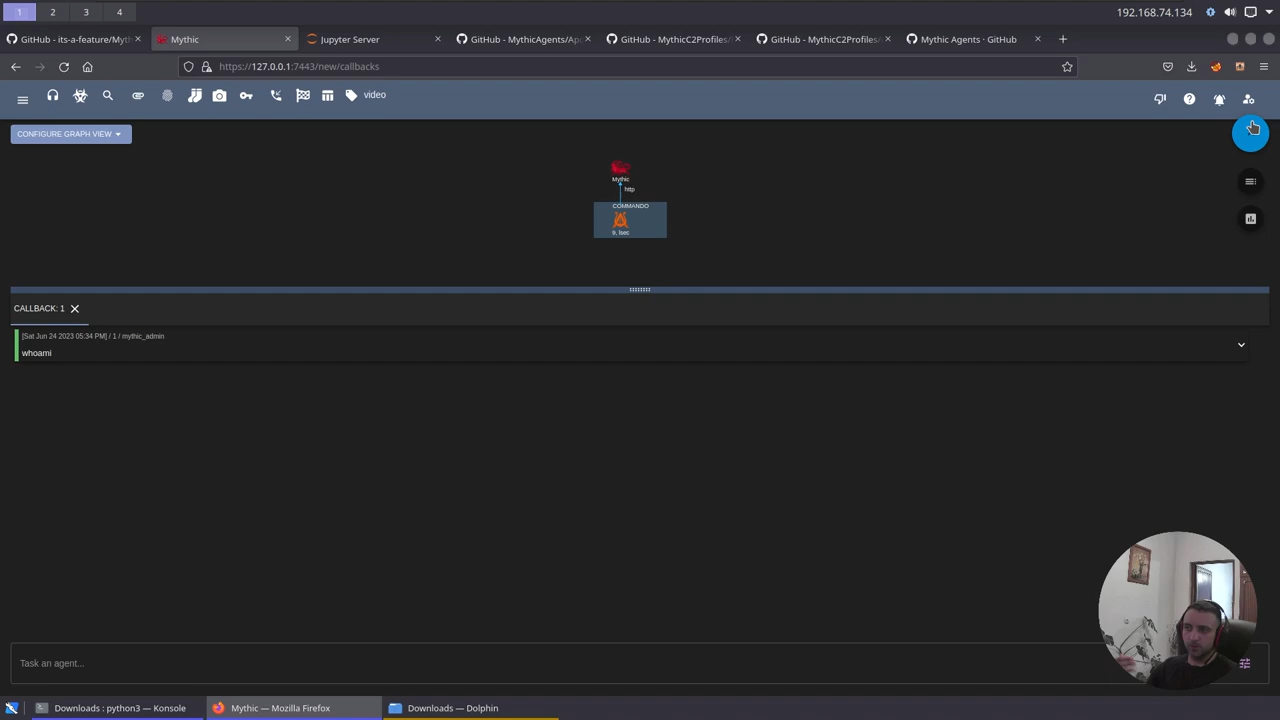 1 2 3 4 192.168.74.134
GitHub - its-a-feature/Myth Mythic Jupyter Server GitHub - MythicAgents/Apo GitHub - MythicC2Profiles/ GitHub - MythicC2Profiles/ Mythic Agents · GitHub
https://127.0.0.1:7443/new/callbacks
video
CONFIGURE GRAPH VIEW
Mythic
http
COMMANDO
CALLBACK: 1
[Sat Jun 24 2023 05:34 PM] / 1 / mythic_admin
whoami
Task an agent...
Downloads : python3 — Konsole Mythic — Mozilla Firefox Downloads — Dolphin